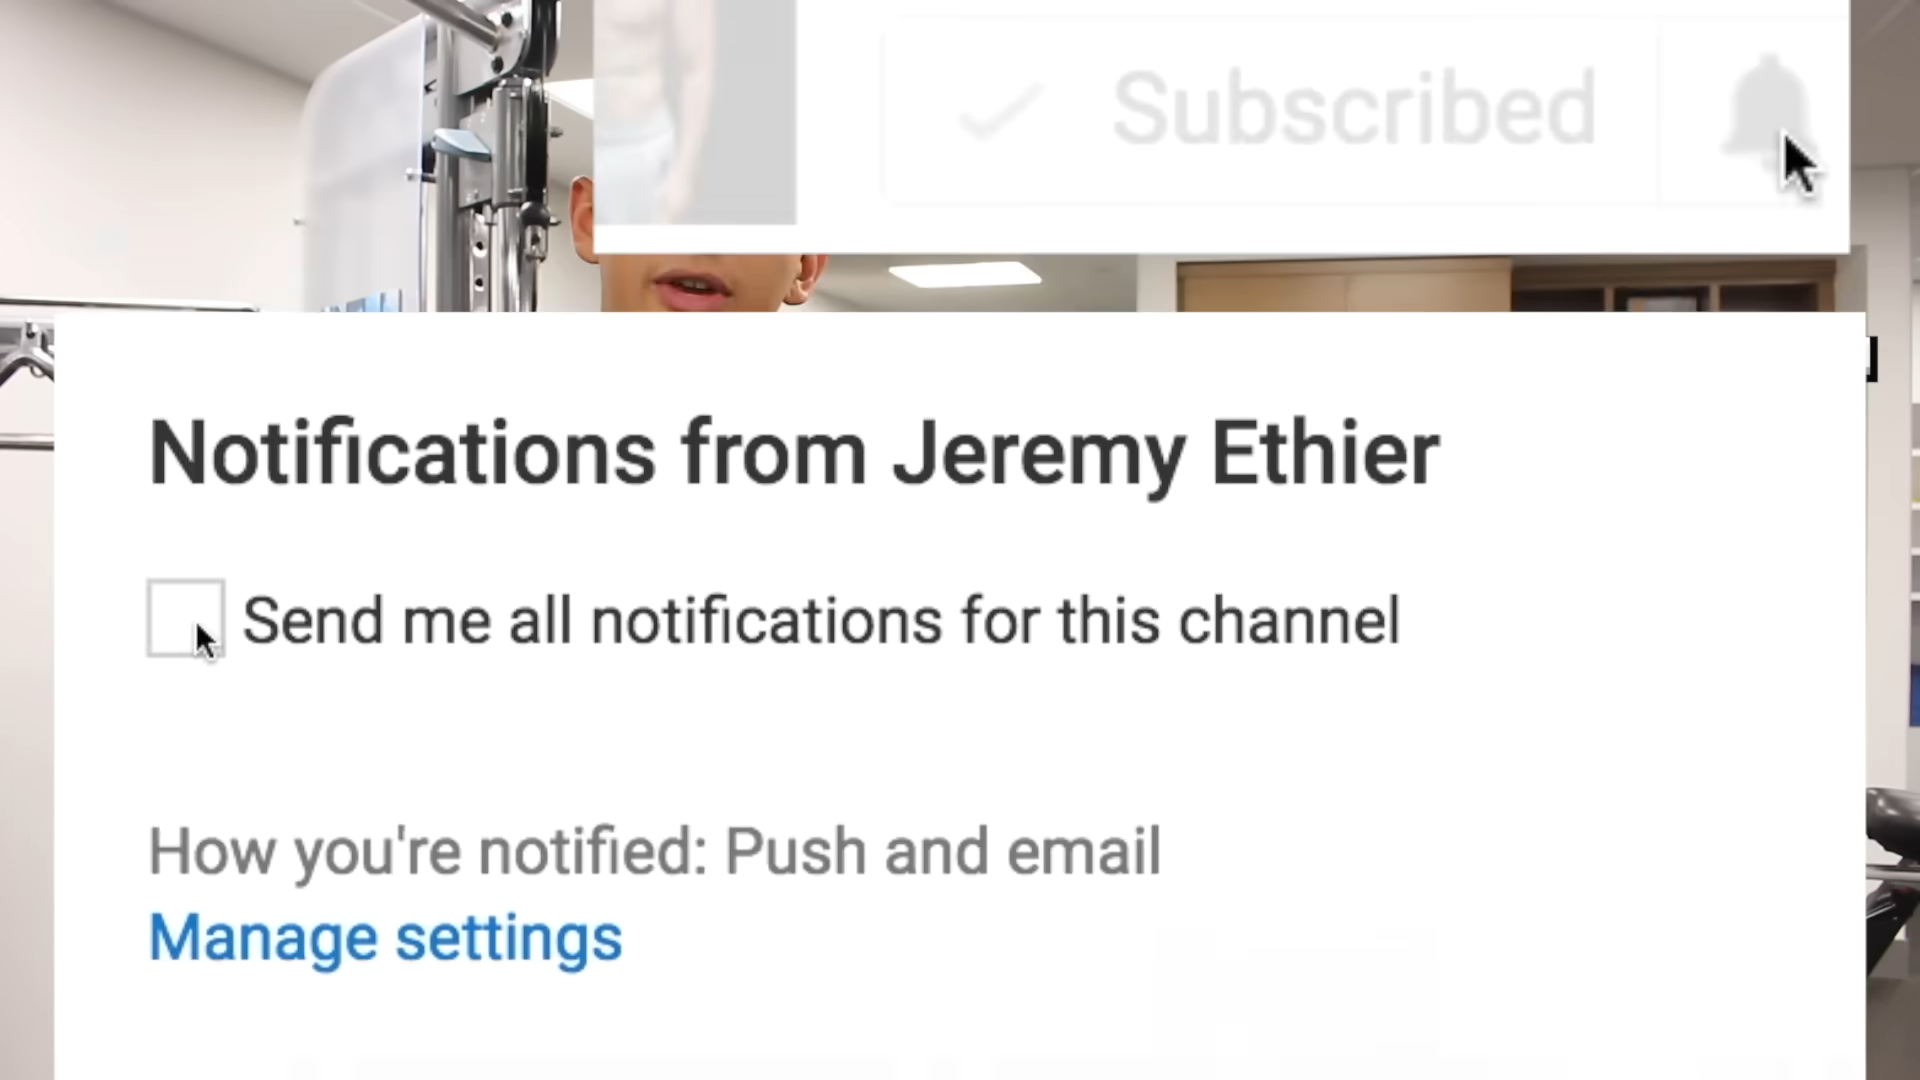 Subscribed
Notifications from Jeremy Ethier
Send me all notifications for this channel
How you're notified: Push and email
Manage settings